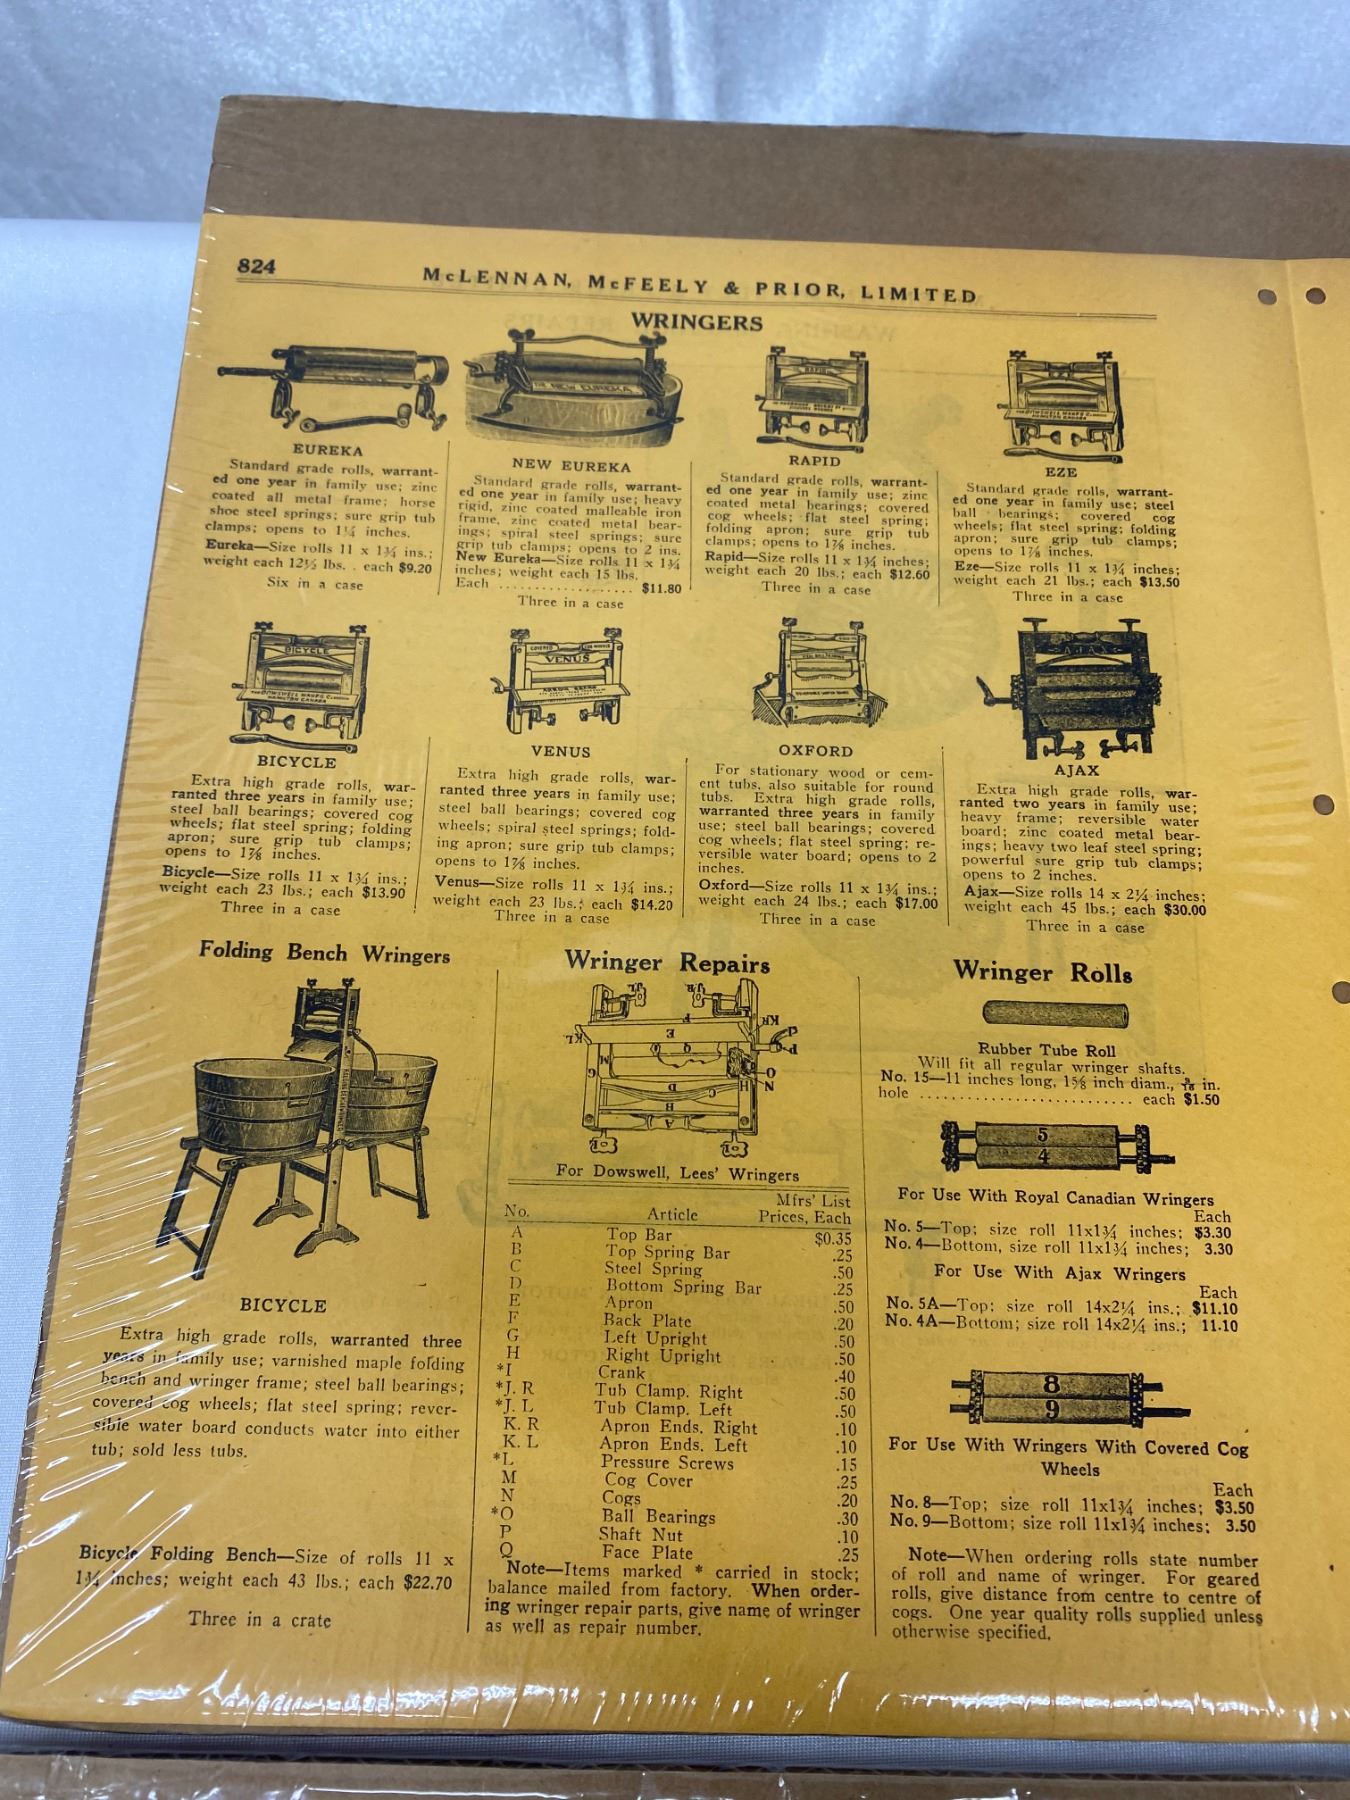 824
McLENNAN, McFEELY & PRIOR, LIMITED
WRINGERS
THE NEW EUREKA
RAPID
EZE
EUREKA
Standard grade rolls, warrant-
ed one year in family use; zinc
coated all metal frame; horse
shoe steel springs; sure grip tub
clamps; opens to 1¼ inches.
Eureka—Size rolls 11 x 1¾ ins.;
weight each 12½ lbs. . each $9.20
Six in a case
NEW EUREKA
Standard grade rolls, warrant-
ed one year in family use; heavy
rigid, zinc coated malleable iron
frame, zinc coated metal bear-
ings; spiral steel springs; sure
grip tub clamps; opens to 2 ins.
New Eureka—Size rolls 11 x 1¾
inches; weight each 15 lbs.
Each .................... $11.80
Three in a case
RAPID
Standard grade rolls, warrant-
ed one year in family use; zinc
coated metal bearings; covered
cog wheels; flat steel spring;
folding apron; sure grip tub
clamps; opens to 1⅞ inches.
Rapid—Size rolls 11 x 1¾ inches;
weight each 20 lbs.; each $12.60
Three in a case
EZE
Standard grade rolls, warrant-
ed one year in family use; steel
ball bearings; covered cog
wheels; flat steel spring; folding
apron; sure grip tub clamps;
opens to 1⅞ inches.
Eze—Size rolls 11 x 1¾ inches;
weight each 21 lbs.; each $13.50
Three in a case
BICYCLE
THE DOWSWELL MANFG CO
HAMILTON CANADA
VENUS
AJAX
BICYCLE
Extra high grade rolls, war-
ranted three years in family use;
steel ball bearings; covered cog
wheels; flat steel spring; folding
apron; sure grip tub clamps;
opens to 1⅞ inches.
Bicycle—Size rolls 11 x 1¾ ins.;
weight each 23 lbs.; each $13.90
Three in a case
VENUS
Extra high grade rolls, war-
ranted three years in family use;
steel ball bearings; covered cog
wheels; spiral steel springs; fold-
ing apron; sure grip tub clamps;
opens to 1⅞ inches.
Venus—Size rolls 11 x 1¾ ins.;
weight each 23 lbs.; each $14.20
Three in a case
OXFORD
For stationary wood or cem-
ent tubs, also suitable for round
tubs. Extra high grade rolls,
warranted three years in family
use; steel ball bearings; covered
cog wheels; flat steel spring; re-
versible water board; opens to 2
inches.
Oxford—Size rolls 11 x 1¾ ins.;
weight each 24 lbs.; each $17.00
Three in a case
AJAX
Extra high grade rolls, war-
ranted two years in family use;
heavy frame; reversible water
board; zinc coated metal bear-
ings; heavy two leaf steel spring;
powerful sure grip tub clamps;
opens to 2 inches.
Ajax—Size rolls 14 x 2¼ inches;
weight each 45 lbs.; each $30.00
Three in a case
Folding Bench Wringers
BICYCLE
Extra high grade rolls, warranted three
years in family use; varnished maple folding
bench and wringer frame; steel ball bearings;
covered cog wheels; flat steel spring; rever-
sible water board conducts water into either
tub; sold less tubs.
Bicycle Folding Bench—Size of rolls 11 x
1¾ inches; weight each 43 lbs.; each $22.70
Three in a crate
Wringer Repairs
For Dowswell, Lees' Wringers
No. Article Mfrs' List
Prices, Each
A Top Bar $0.35
B Top Spring Bar .25
C Steel Spring .50
D Bottom Spring Bar .25
E Apron .50
F Back Plate .20
G Left Upright .50
H Right Upright .50
*I Crank .40
*J. R Tub Clamp. Right .50
*J. L Tub Clamp. Left .50
K. R Apron Ends. Right .10
K. L Apron Ends. Left .10
*L Pressure Screws .15
M Cog Cover .25
N Cogs .20
*O Ball Bearings .30
P Shaft Nut .10
Q Face Plate .25
Note—Items marked * carried in stock;
balance mailed from factory. When order-
ing wringer repair parts, give name of wringer
as well as repair number.
Wringer Rolls
Rubber Tube Roll
Will fit all regular wringer shafts.
No. 15—11 inches long, 1⅝ inch diam., in.
hole .......................... each $1.50
5
4
For Use With Royal Canadian Wringers
Each
No. 5—Top; size roll 11x1¾ inches; $3.30
No. 4—Bottom, size roll 11x1¾ inches; 3.30
For Use With Ajax Wringers
Each
No. 5A—Top; size roll 14x2¼ ins.; $11.10
No. 4A—Bottom; size roll 14x2¼ ins.; 11.10
8
9
For Use With Wringers With Covered Cog
Wheels
Each
No. 8—Top; size roll 11x1¾ inches; $3.50
No. 9—Bottom; size roll 11x1¾ inches: 3.50
Note—When ordering rolls state number
of roll and name of wringer. For geared
rolls, give distance from centre to centre of
cogs. One year quality rolls supplied unless
otherwise specified.